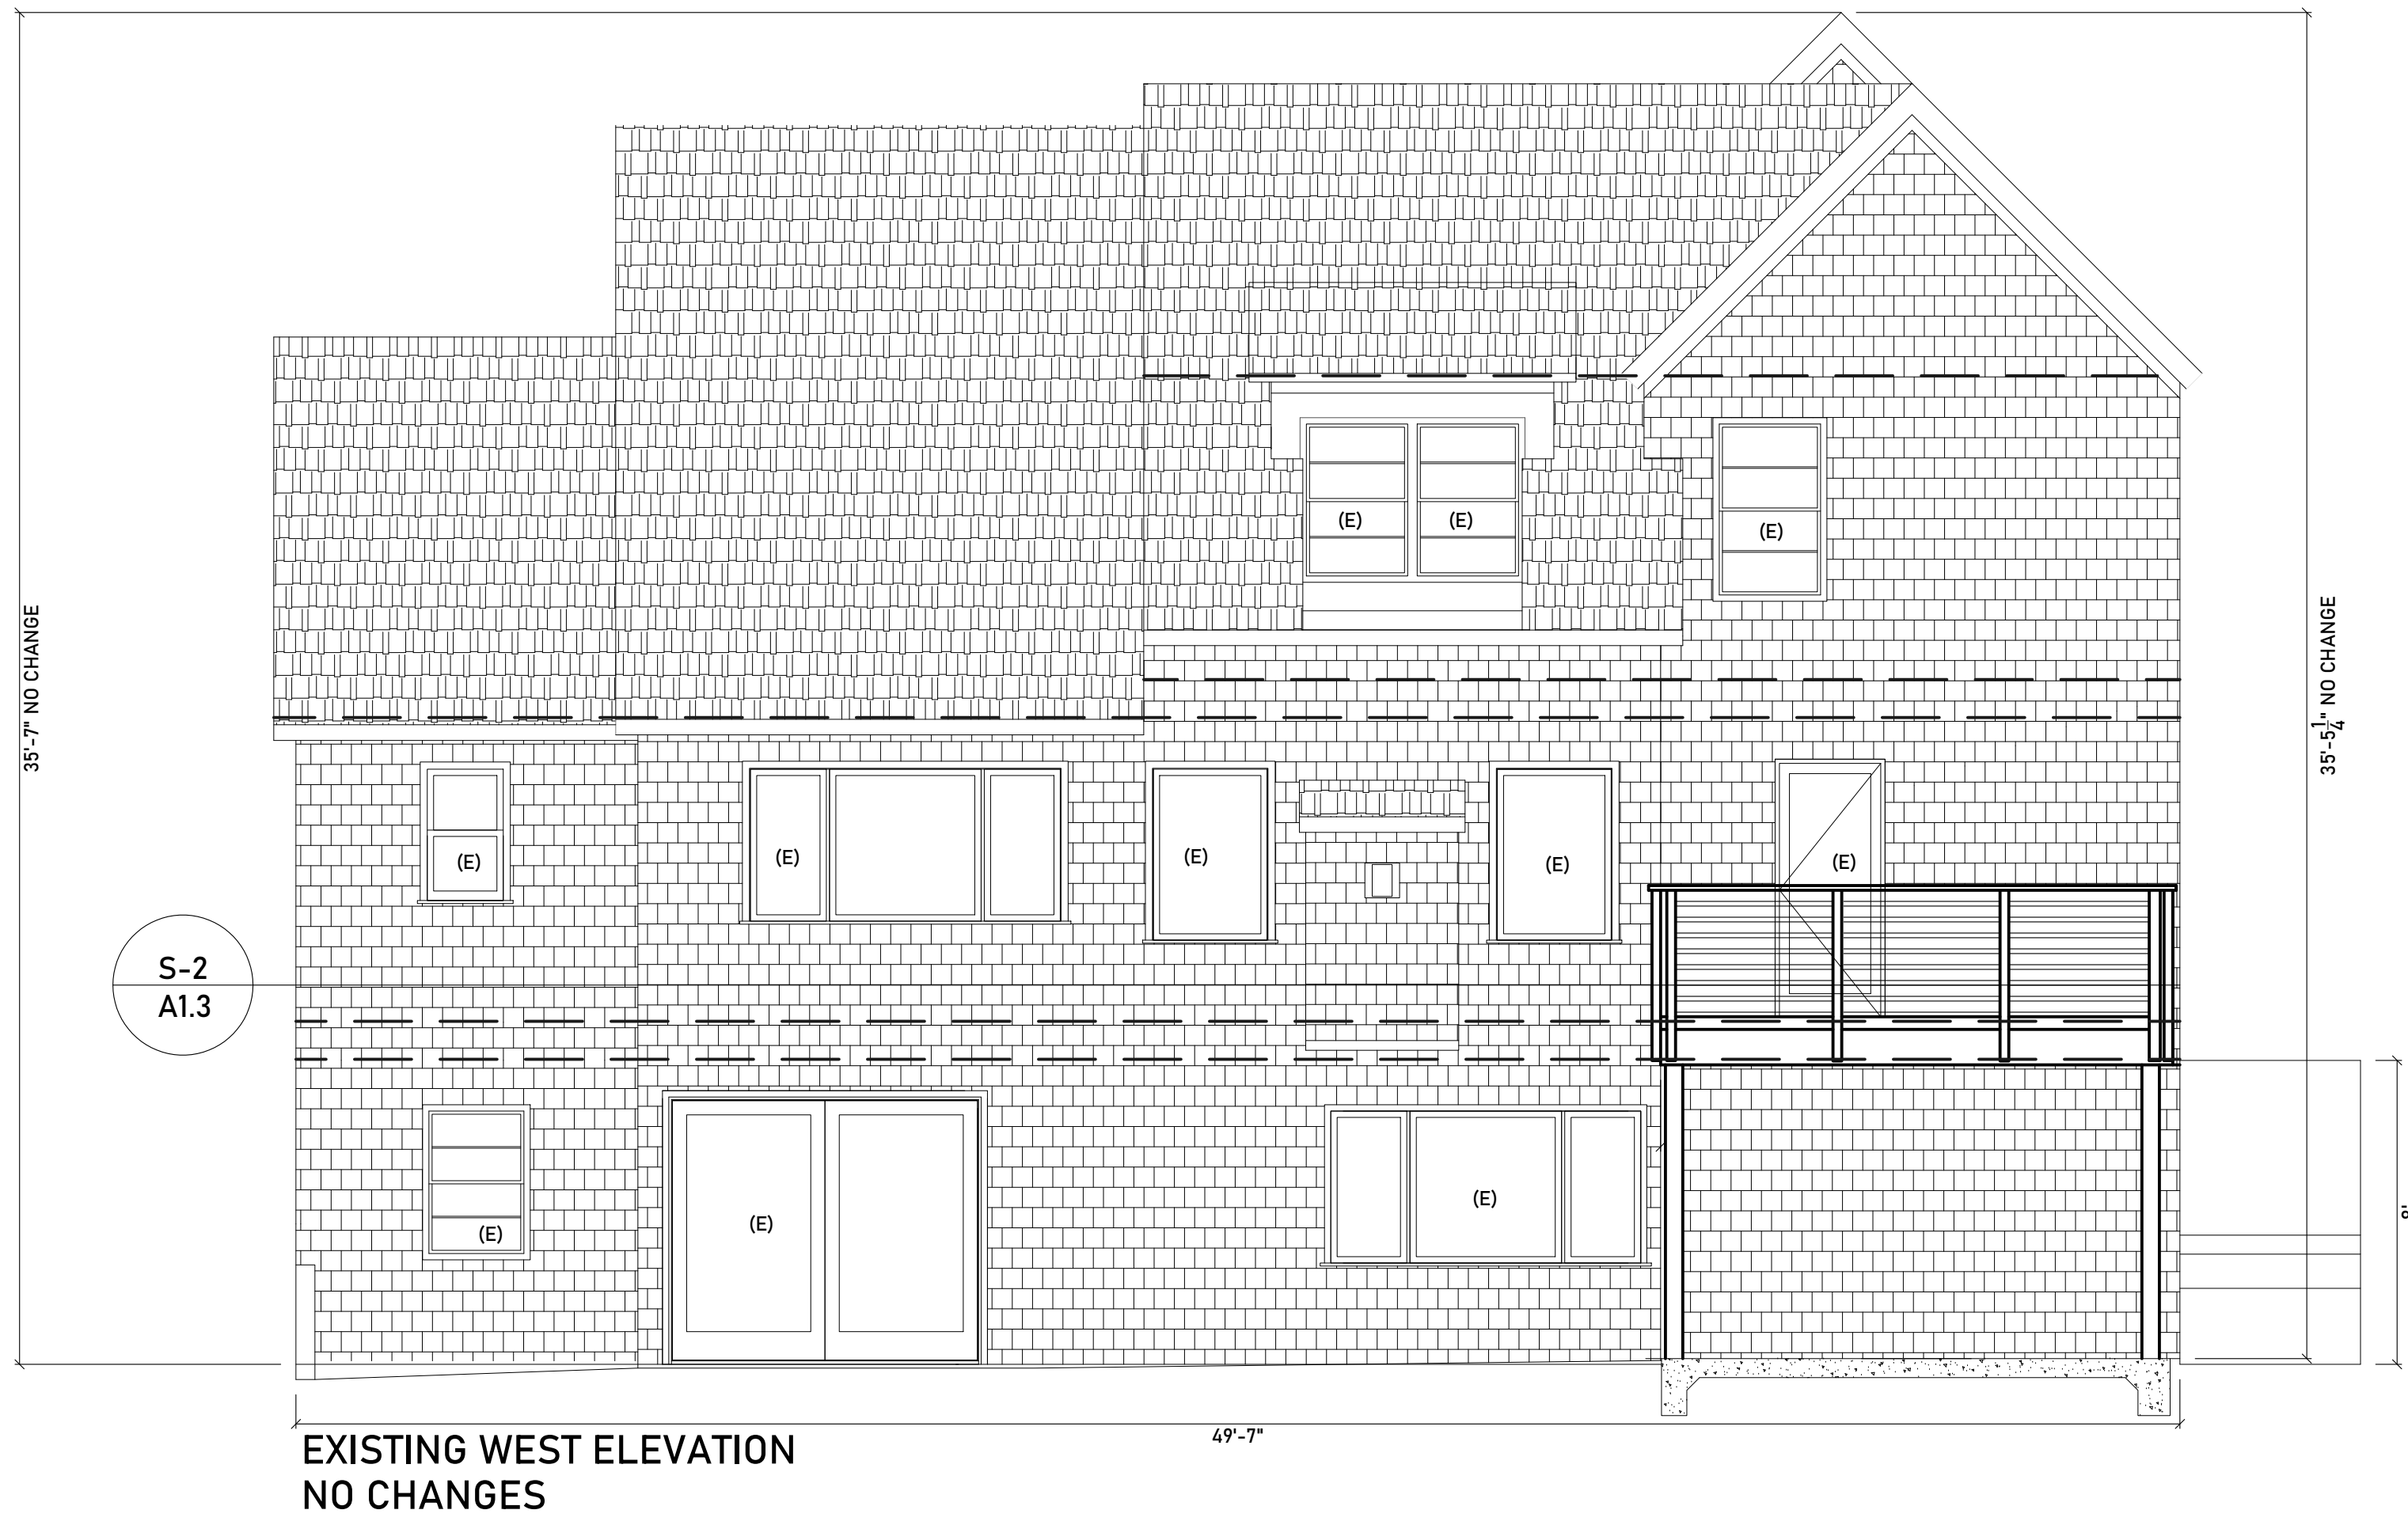 (E)
(E)
(E)
35'-7" NO CHANGE
35'-5 1/4" NO CHANGE
(E)
(E)
(E)
(E)
(E)
S-2
A1.3
(E)
(E)
(E)
49'-7"
EXISTING WEST ELEVATION
NO CHANGES